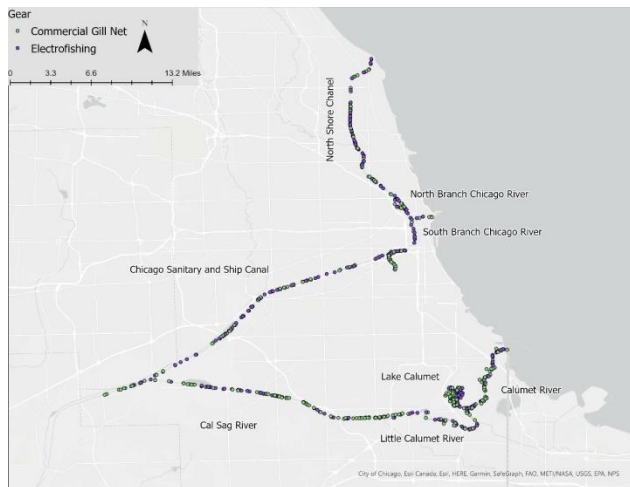 Gear
Commercial Gill Net
Electrofishing
N
0 3.3 6.6 13.2 Miles
North Shore Chanel
North Branch Chicago River
South Branch Chicago River
Chicago Sanitary and Ship Canal
Lake Calumet
Calumet River
Cal Sag River
Little Calumet River
City of Chicago, Esri Canada, Esri, HERE, Garmin, SafeGraph, FAO, METI/NASA, USGS, EPA, NPS